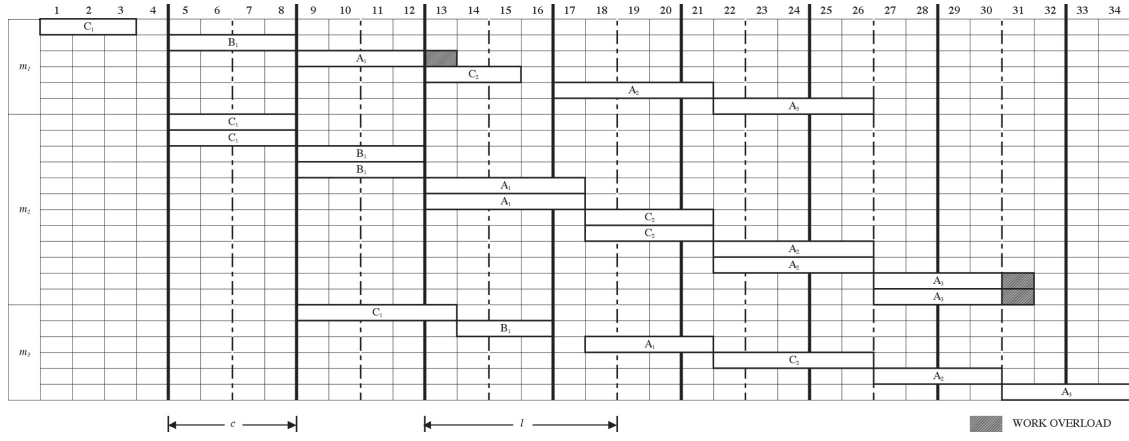 1 2 3 4 5 6 7 8 9 10 11 12 13 14 15 16 17 18 19 20 21 22 23 24 25 26 27 28 29 30 31 32 33 34
C₁
B₁
m₁ A₁
C₂
A₂
A₃
C₁
C₁
B₁
B₁
A₁
m₂ A₁
C₂
C₂
A₂
A₂
A₃
A₃
C₁
B₁
A₁
m₃ C₂
A₂
A₃
c l WORK OVERLOAD